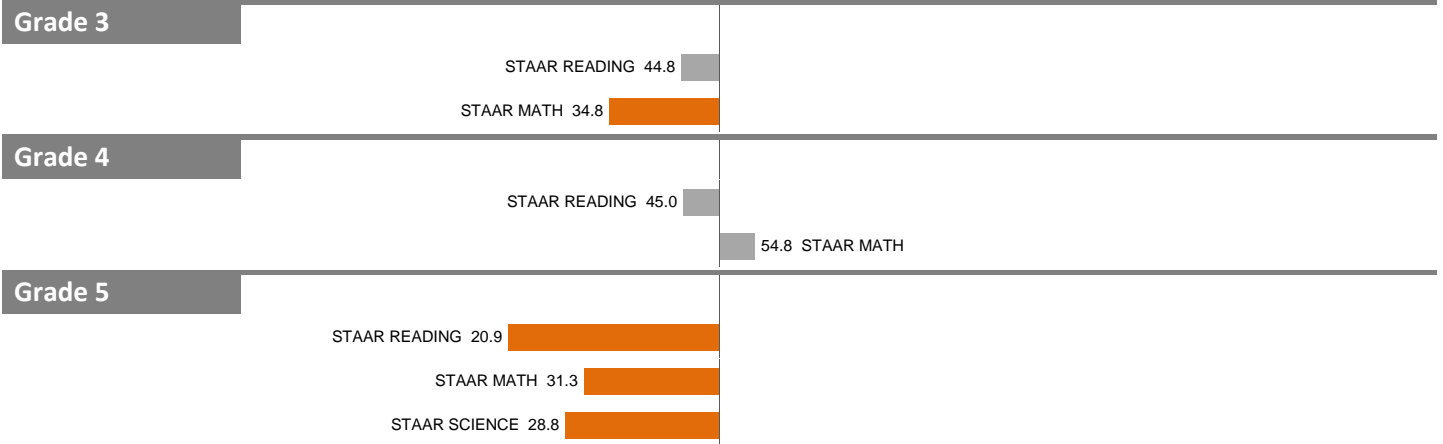 Grade 3
STAAR READING 44.8
STAAR MATH 34.8
Grade 4
STAAR READING 45.0
54.8 STAAR MATH
Grade 5
STAAR READING 20.9
STAAR MATH 31.3
STAAR SCIENCE 28.8